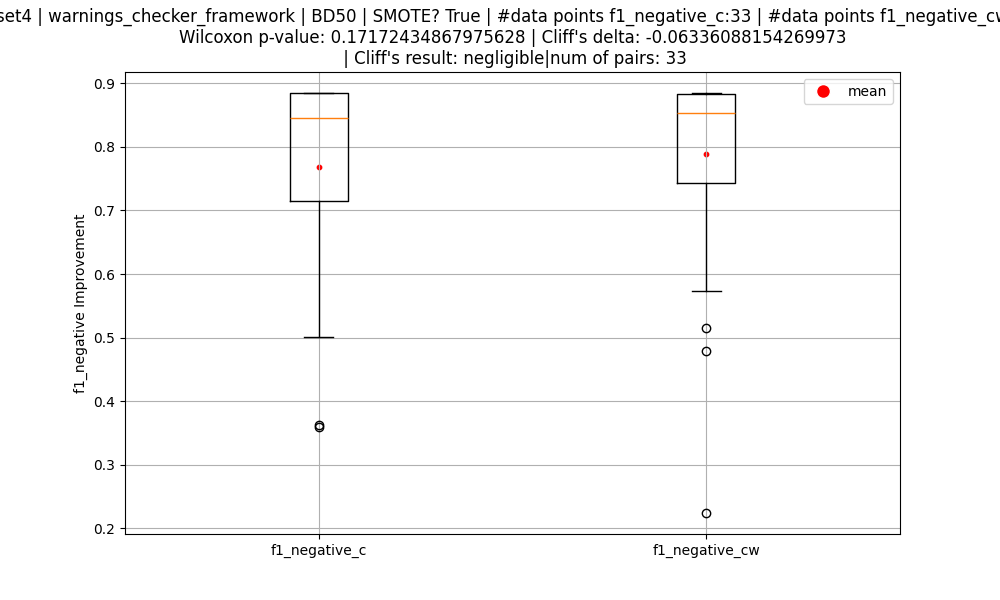 set4 | warnings_checker_framework | BD50 | SMOTE? True | #data points f1_negative_c:33 | #data points f1_negative_cw
Wilcoxon p-value: 0.17172434867975628 | Cliff's delta: -0.06336088154269973
| Cliff's result: negligible|num of pairs: 33
mean
f1_negative Improvement
0.9
0.8
0.7
0.6
0.5
0.4
0.3
0.2
f1_negative_c
f1_negative_cw